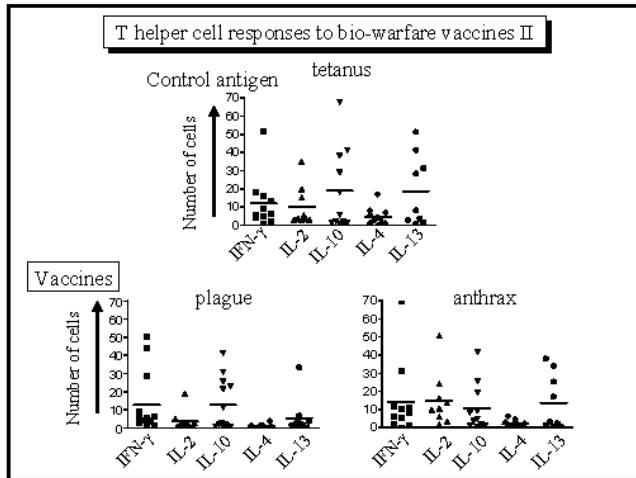 T helper cell responses to bio-warfare vaccines II
Control antigen
tetanus
Number of cells
70
60
50
40
30
20
10
0
IFN-γ IL-2 IL-10 IL-4 IL-13
Vaccines
plague
Number of cells
70
60
50
40
30
20
10
0
IFN-γ IL-2 IL-10 IL-4 IL-13
anthrax
70
60
50
40
30
20
10
0
IFN-γ IL-2 IL-10 IL-4 IL-13